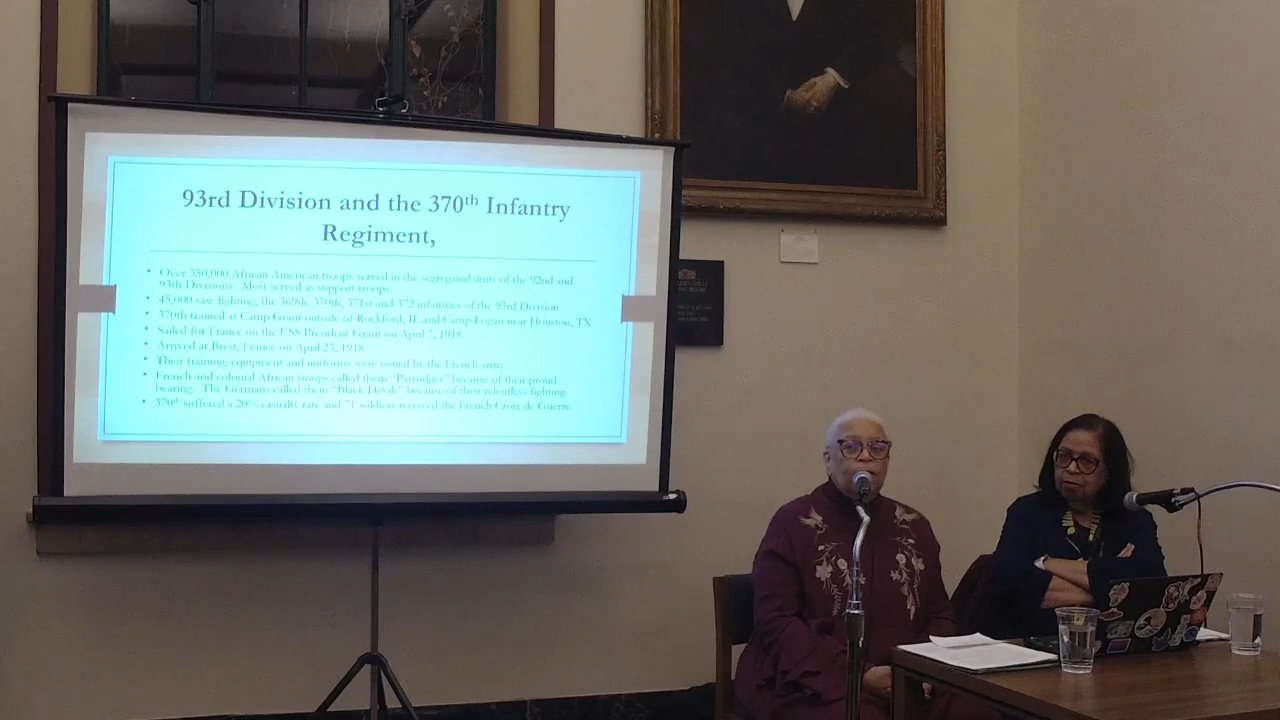 93rd Division and the 370th Infantry
Regiment,
• Over 350,000 African American troops served in the segregated units of the 92nd and
93th Divisions. Most served as support troops
• 45,000 saw fighting, the 369th, 370th, 371st and 372 infantries of the 93rd Division
• 370th trained at Camp Grant outside of Rockford, IL and Camp Logan near Houston, TX
• Sailed for France on the USS President Grant on April 7, 1918
• Arrived at Brest, France on April 23, 1918
• Their training, equipment and uniforms were issued by the French army.
• French and colonial African troops called them "Partridges" because of their proud
bearing. The Germans called them "Black Devils" because of their relentless fighting.
• 370th suffered a 20% casualty rate and 71 soldiers received the French Croix de Guerre.